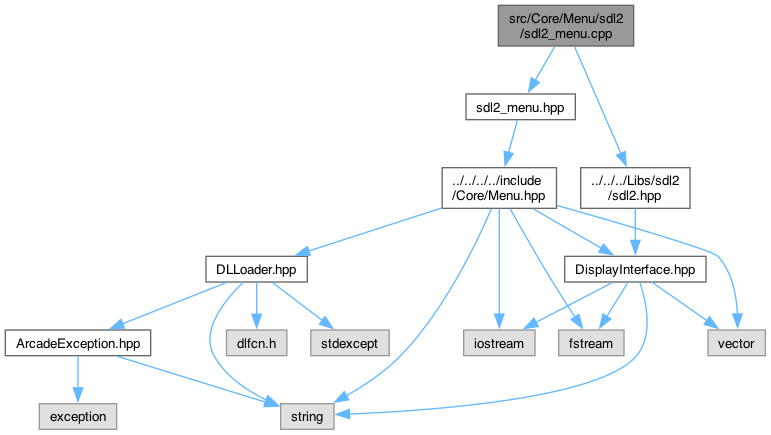 src/Core/Menu/sdl2
/sdl2_menu.cpp
sdl2_menu.hpp
../../../../include
/Core/Menu.hpp
../../../Libs/sdl2
/sdl2.hpp
DLLoader.hpp
DisplayInterface.hpp
ArcadeException.hpp
dlfcn.h
stdexcept
iostream
fstream
vector
exception
string